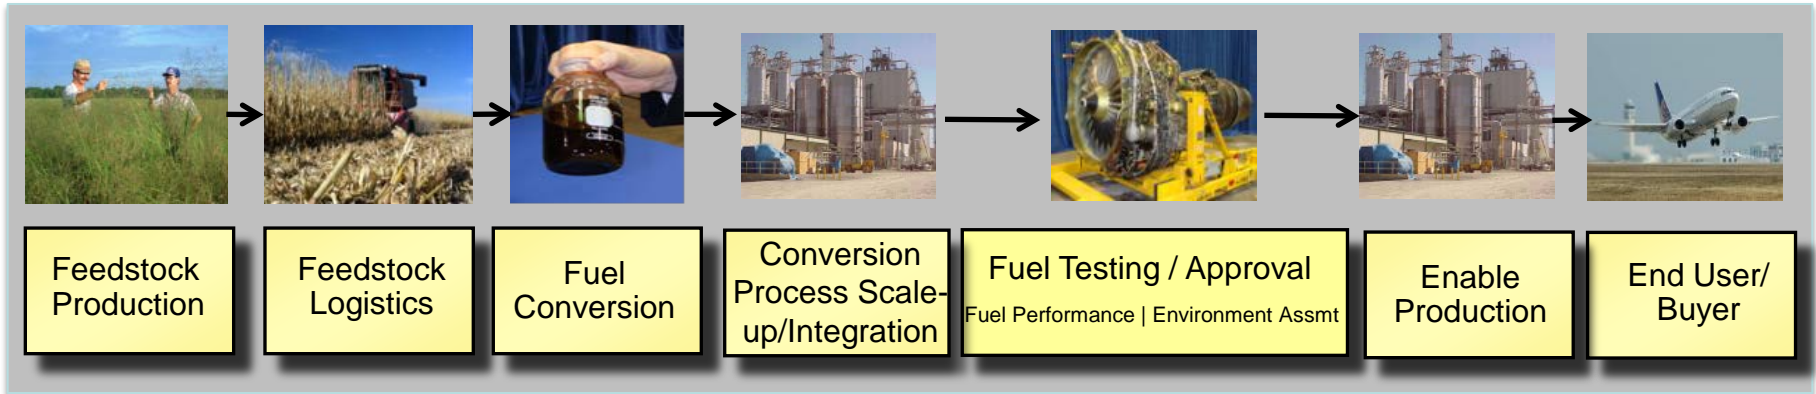 Feedstock
Production
Feedstock
Logistics
Fuel
Conversion
Conversion
Process Scale-
up/Integration
Fuel Testing / Approval
Fuel Performance | Environment Assmt
Enable
Production
End User/
Buyer